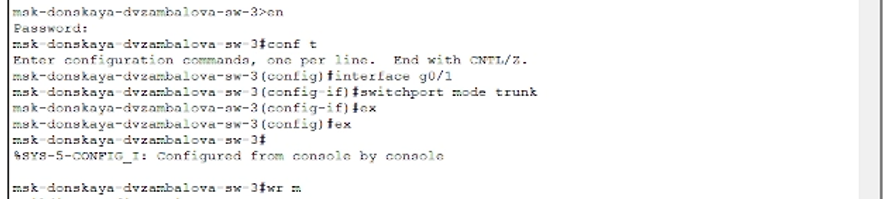 msk-donskaya-dvzambalova-sw-3>en
Password:
msk-donskaya-dvzambalova-sw-3#conf t
Enter configuration commands, one per line.  End with CNTL/Z.
msk-donskaya-dvzambalova-sw-3(config)#interface g0/1
msk-donskaya-dvzambalova-sw-3(config-if)#switchport mode trunk
msk-donskaya-dvzambalova-sw-3(config-if)#ex
msk-donskaya-dvzambalova-sw-3(config)#ex
msk-donskaya-dvzambalova-sw-3#
%SYS-5-CONFIG_I: Configured from console by console
msk-donskaya-dvzambalova-sw-3#wr m